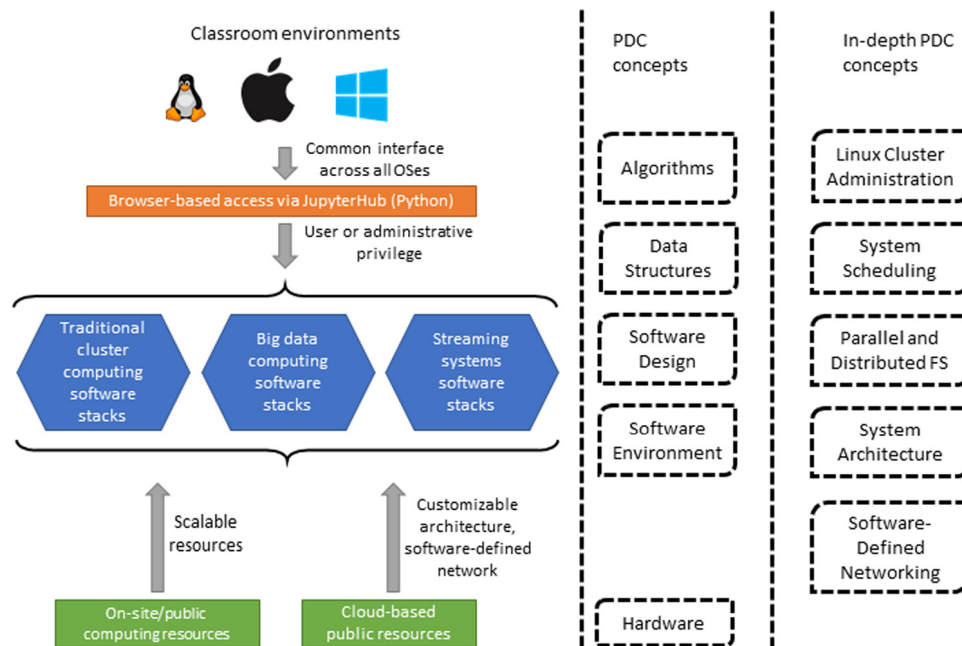 Classroom environments
Common interface
across all OSes
Browser-based access via JupyterHub (Python)
User or administrative
privilege
Traditional
cluster
computing
software
stacks
Big data
computing
software
stacks
Streaming
systems
software
stacks
Scalable
resources
Customizable
architecture,
software-defined
network
On-site/public
computing resources
Cloud-based
public resources
PDC
concepts
Algorithms
Data
Structures
Software
Design
Software
Environment
Hardware
In-depth PDC
concepts
Linux Cluster
Administration
System
Scheduling
Parallel and
Distributed FS
System
Architecture
Software-
Defined
Networking